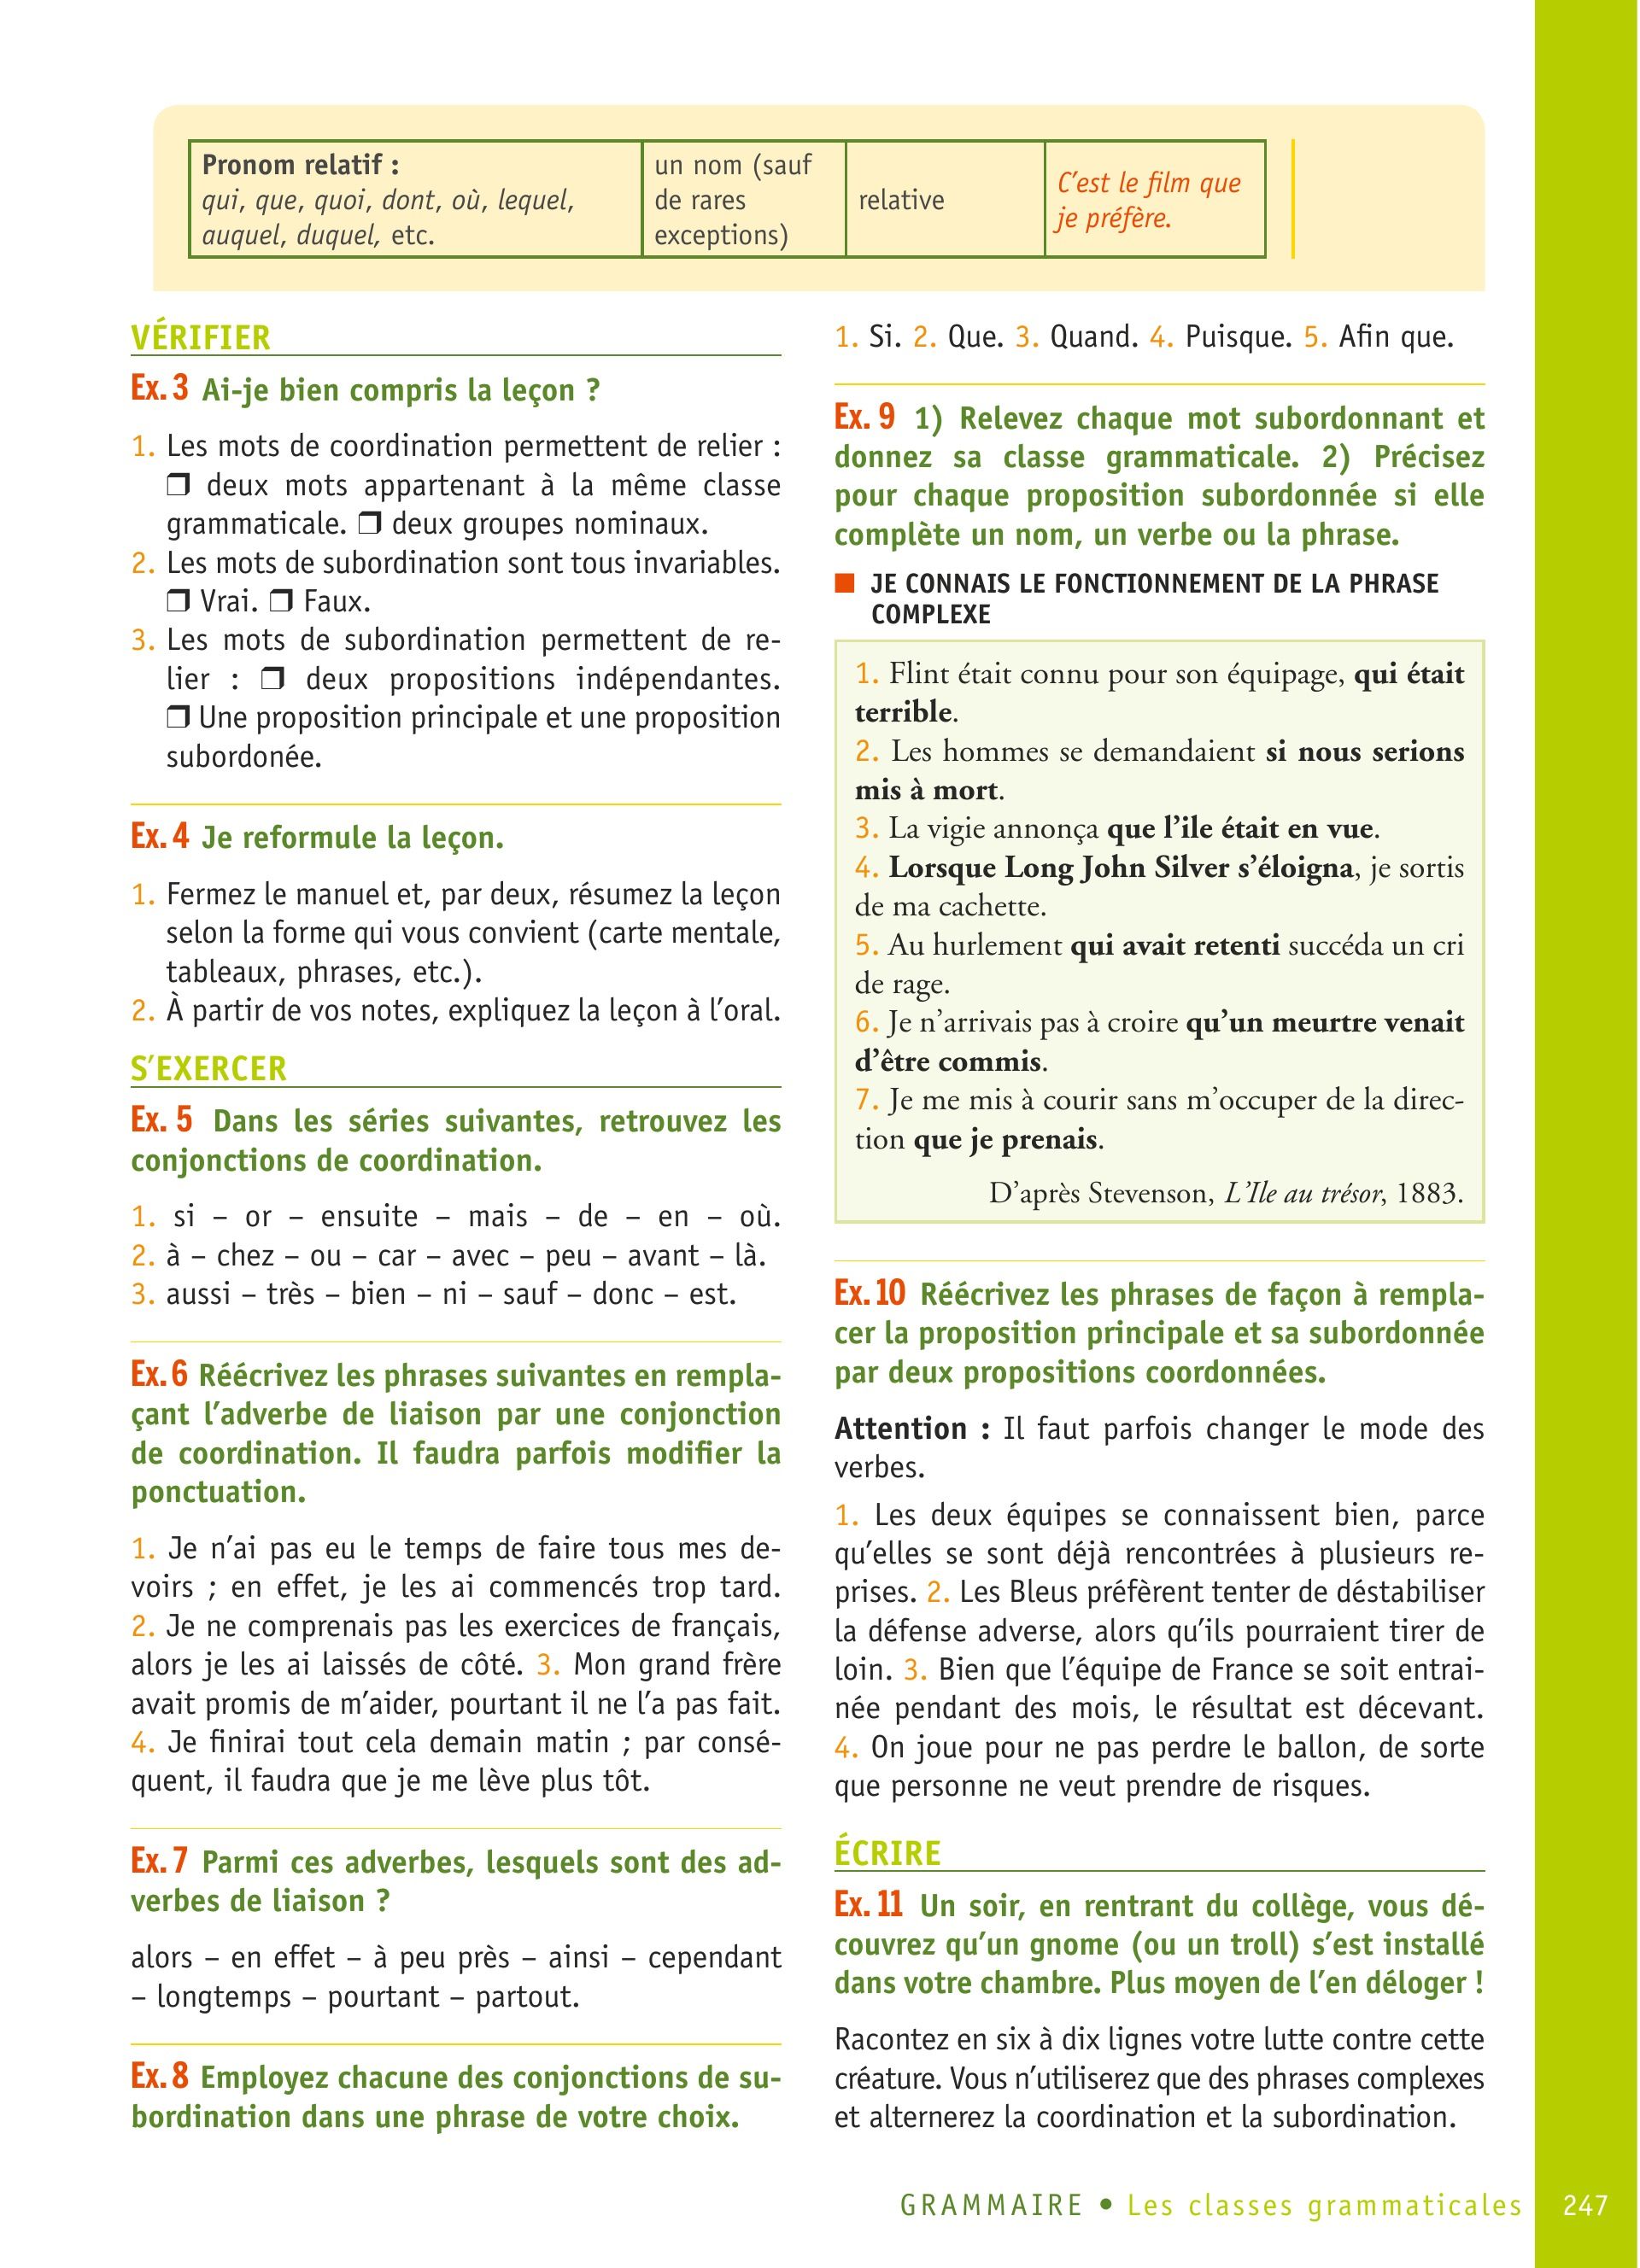 Pronom relatif :
qui, que, quoi, dont, où, lequel,
auquel, duquel, etc.
un nom (sauf
de rares
exceptions)
relative
C’est le film que
je préfère.
VÉRIFIER
Ex. 3 Ai-je bien compris la leçon ?
1. Les mots de coordination permettent de relier :
❒ deux mots appartenant à la même classe
grammaticale. ❒ deux groupes nominaux.
2. Les mots de subordination sont tous invariables.
❒ Vrai. ❒ Faux.
3. Les mots de subordination permettent de re-
lier : ❒ deux propositions indépendantes.
❒ Une proposition principale et une proposition
subordonée.
Ex. 4 Je reformule la leçon.
1. Fermez le manuel et, par deux, résumez la leçon
selon la forme qui vous convient (carte mentale,
tableaux, phrases, etc.).
2. À partir de vos notes, expliquez la leçon à l’oral.
S’EXERCER
Ex. 5 Dans les séries suivantes, retrouvez les
conjonctions de coordination.
1. si – or – ensuite – mais – de – en – où.
2. à – chez – ou – car – avec – peu – avant – là.
3. aussi – très – bien – ni – sauf – donc – est.
Ex. 6 Réécrivez les phrases suivantes en rempla-
çant l’adverbe de liaison par une conjonction
de coordination. Il faudra parfois modifier la
ponctuation.
1. Je n’ai pas eu le temps de faire tous mes de-
voirs ; en effet, je les ai commencés trop tard.
2. Je ne comprenais pas les exercices de français,
alors je les ai laissés de côté. 3. Mon grand frère
avait promis de m’aider, pourtant il ne l’a pas fait.
4. Je finirai tout cela demain matin ; par consé-
quent, il faudra que je me lève plus tôt.
Ex. 7 Parmi ces adverbes, lesquels sont des ad-
verbes de liaison ?
alors – en effet – à peu près – ainsi – cependant
– longtemps – pourtant – partout.
Ex. 8 Employez chacune des conjonctions de su-
bordination dans une phrase de votre choix.
1. Si. 2. Que. 3. Quand. 4. Puisque. 5. Afin que.
Ex. 9 1) Relevez chaque mot subordonnant et
donnez sa classe grammaticale. 2) Précisez
pour chaque proposition subordonnée si elle
complète un nom, un verbe ou la phrase.
■ JE CONNAIS LE FONCTIONNEMENT DE LA PHRASE
COMPLEXE
1. Flint était connu pour son équipage, qui était
terrible.
2. Les hommes se demandaient si nous serions
mis à mort.
3. La vigie annonça que l’ile était en vue.
4. Lorsque Long John Silver s’éloigna, je sortis
de ma cachette.
5. Au hurlement qui avait retenti succéda un cri
de rage.
6. Je n’arrivais pas à croire qu’un meurtre venait
d’être commis.
7. Je me mis à courir sans m’occuper de la direc-
tion que je prenais.
D’après Stevenson, L’Ile au trésor, 1883.
Ex. 10 Réécrivez les phrases de façon à rempla-
cer la proposition principale et sa subordonnée
par deux propositions coordonnées.
Attention : Il faut parfois changer le mode des
verbes.
1. Les deux équipes se connaissent bien, parce
qu’elles se sont déjà rencontrées à plusieurs re-
prises. 2. Les Bleus préfèrent tenter de déstabiliser
la défense adverse, alors qu’ils pourraient tirer de
loin. 3. Bien que l’équipe de France se soit entrai-
née pendant des mois, le résultat est décevant.
4. On joue pour ne pas perdre le ballon, de sorte
que personne ne veut prendre de risques.
ÉCRIRE
Ex. 11 Un soir, en rentrant du collège, vous dé-
couvrez qu’un gnome (ou un troll) s’est installé
dans votre chambre. Plus moyen de l’en déloger !
Racontez en six à dix lignes votre lutte contre cette
créature. Vous n’utiliserez que des phrases complexes
et alternerez la coordination et la subordination.
GRAMMAIRE • Les classes grammaticales 247